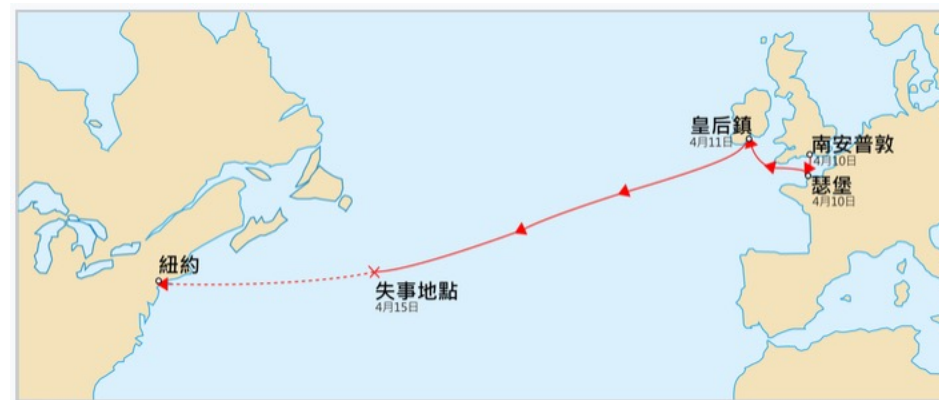 皇后鎮
4月11日
南安普敦
4月10日
瑟堡
4月10日
紐約
失事地點
4月15日